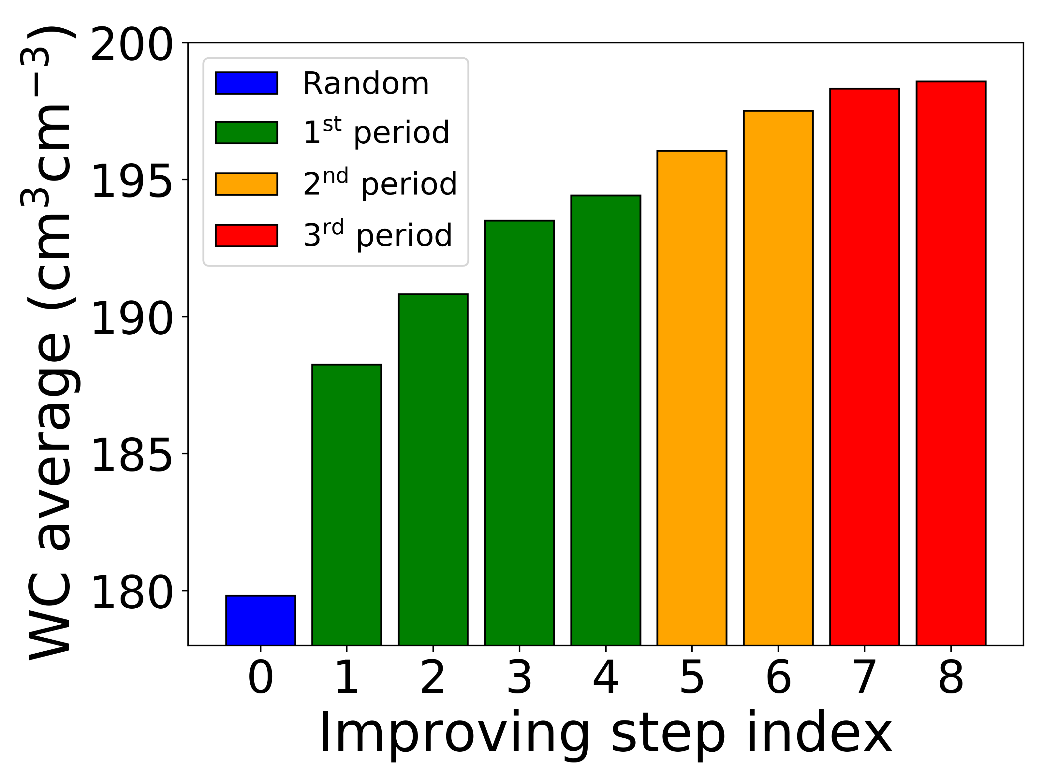 WC average (cm³cm⁻³)
200
195
190
185
180
Random
1ˢᵗ period
2ⁿᵈ period
3ʳᵈ period
0 1 2 3 4 5 6 7 8
Improving step index